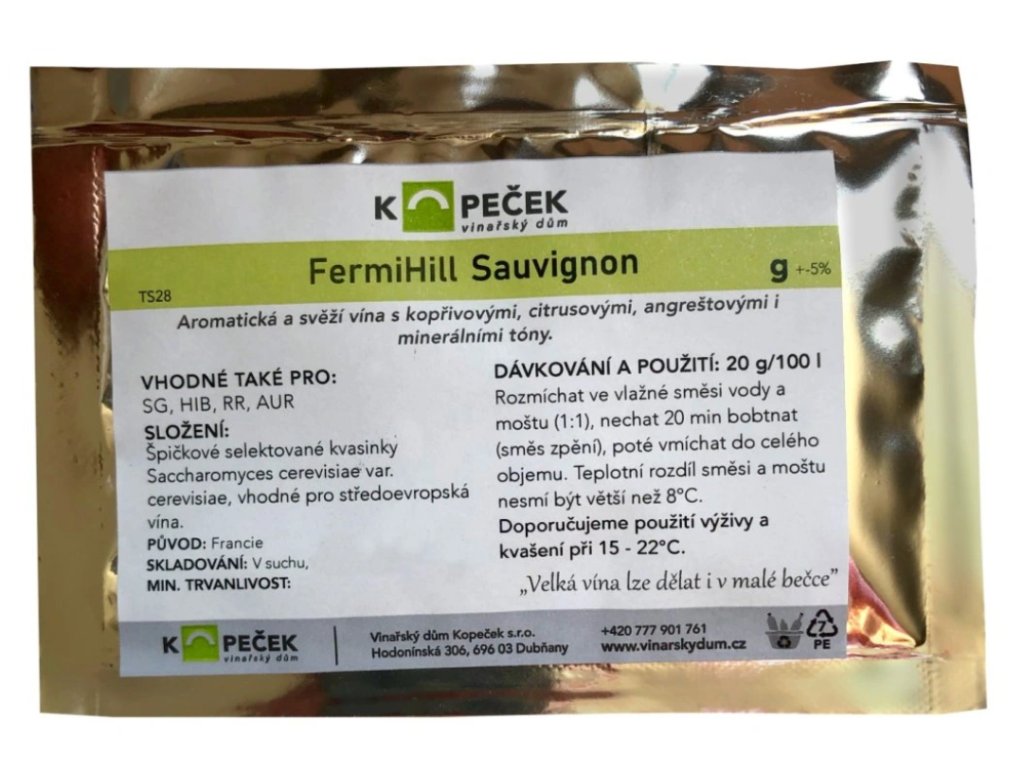 K PEČEK
vinařský dům
FermiHill Sauvignon
g +-5%
TS28
Aromatická a svěží vína s kopřivovými, citrusovými, angreštovými i
minerálními tóny.
VHODNÉ TAKÉ PRO:
SG, HIB, RR, AUR
SLOŽENÍ:
Špičkové selektované kvasinky
Saccharomyces cerevisiae var.
cerevisiae, vhodné pro středoevropská
vína.
PŮVOD: Francie
SKLADOVÁNÍ: V suchu,
MIN. TRVANLIVOST:
DÁVKOVÁNÍ A POUŽITÍ: 20 g/100 l
Rozmíchat ve vlažné směsi vody a
moštu (1:1), nechat 20 min bobtnat
(směs zpění), poté vmíchat do celého
objemu. Teplotní rozdíl směsi a moštu
nesmí být větší než 8°C.
Doporučujeme použití výživy a
kvašení při 15 - 22°C.
„Velká vína lze dělat i v malé bečce”
K PEČEK
vinařský dům
Vinařský dům Kopeček s.r.o.
Hodonínská 306, 696 03 Dubňany
+420 777 901 761
www.vinarskydum.cz
7
PE